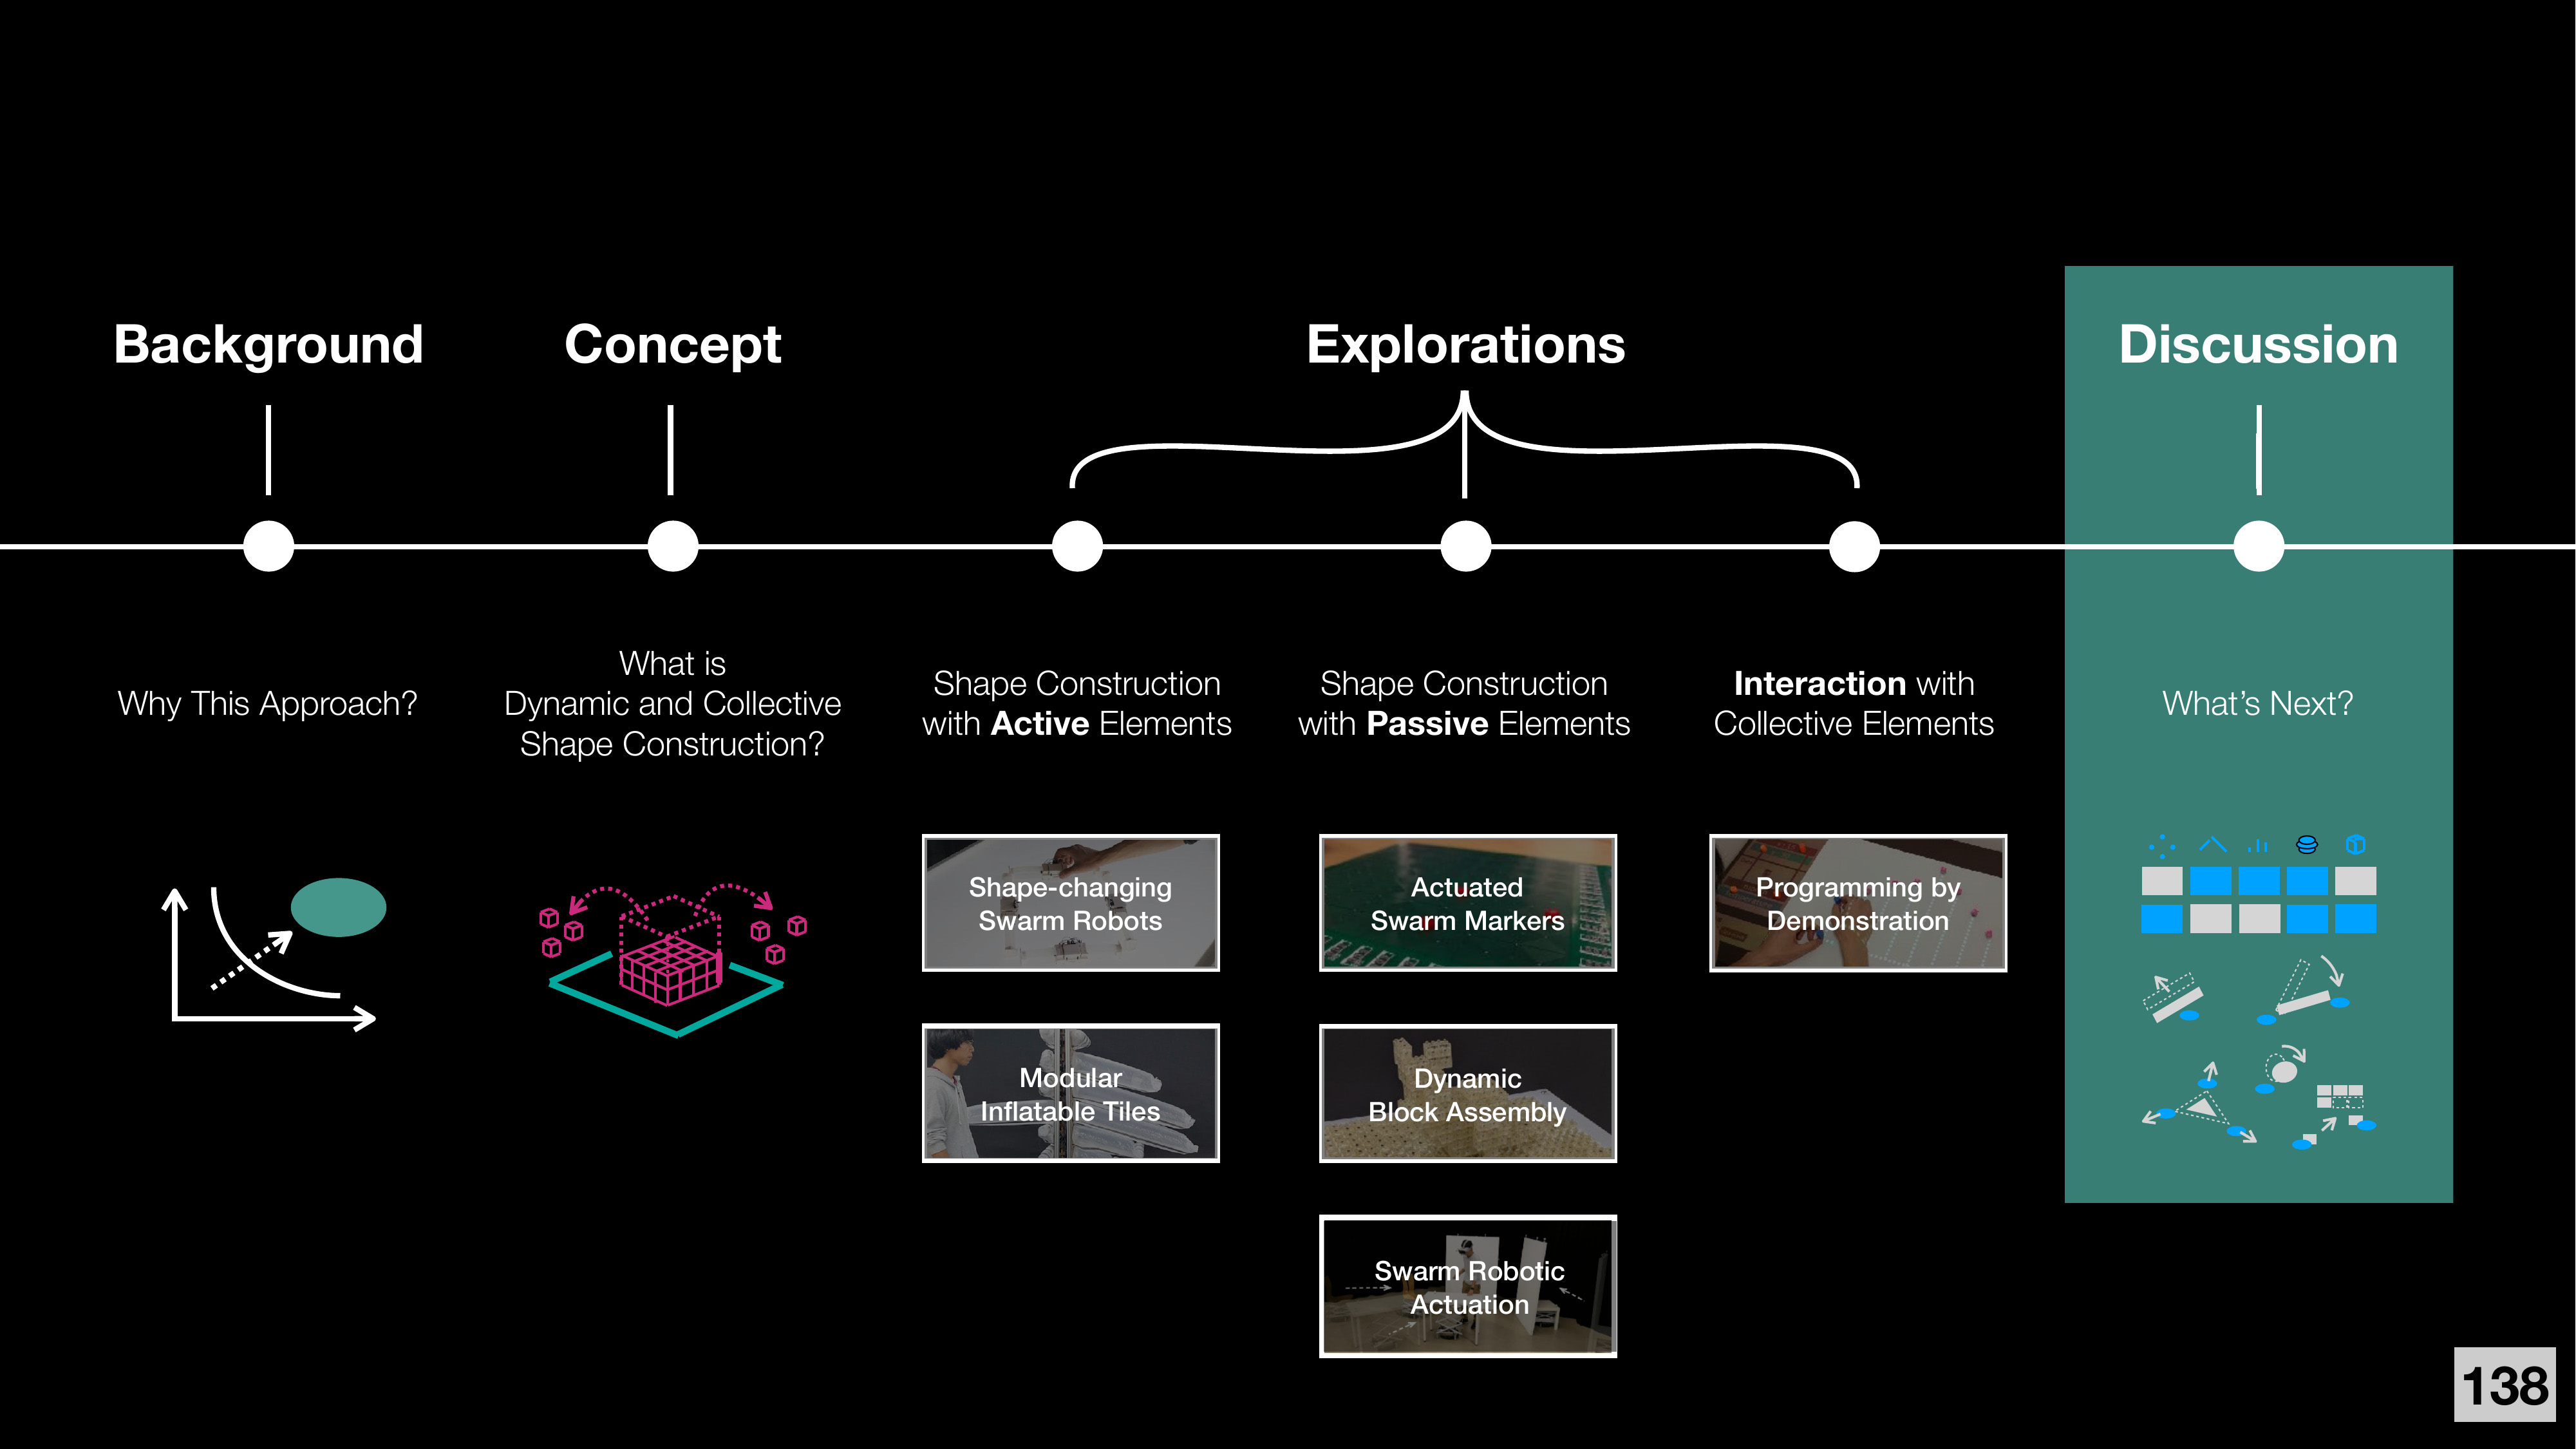 Background
Concept
Explorations
Discussion
Why This Approach?
What is
Dynamic and Collective
Shape Construction?
Shape Construction
with Active Elements
Shape Construction
with Passive Elements
Interaction with
Collective Elements
What's Next?
Shape-changing
Swarm Robots
Modular
Inflatable Tiles
Actuated
Swarm Markers
Dynamic
Block Assembly
Swarm Robotic
Actuation
Programming by
Demonstration
138